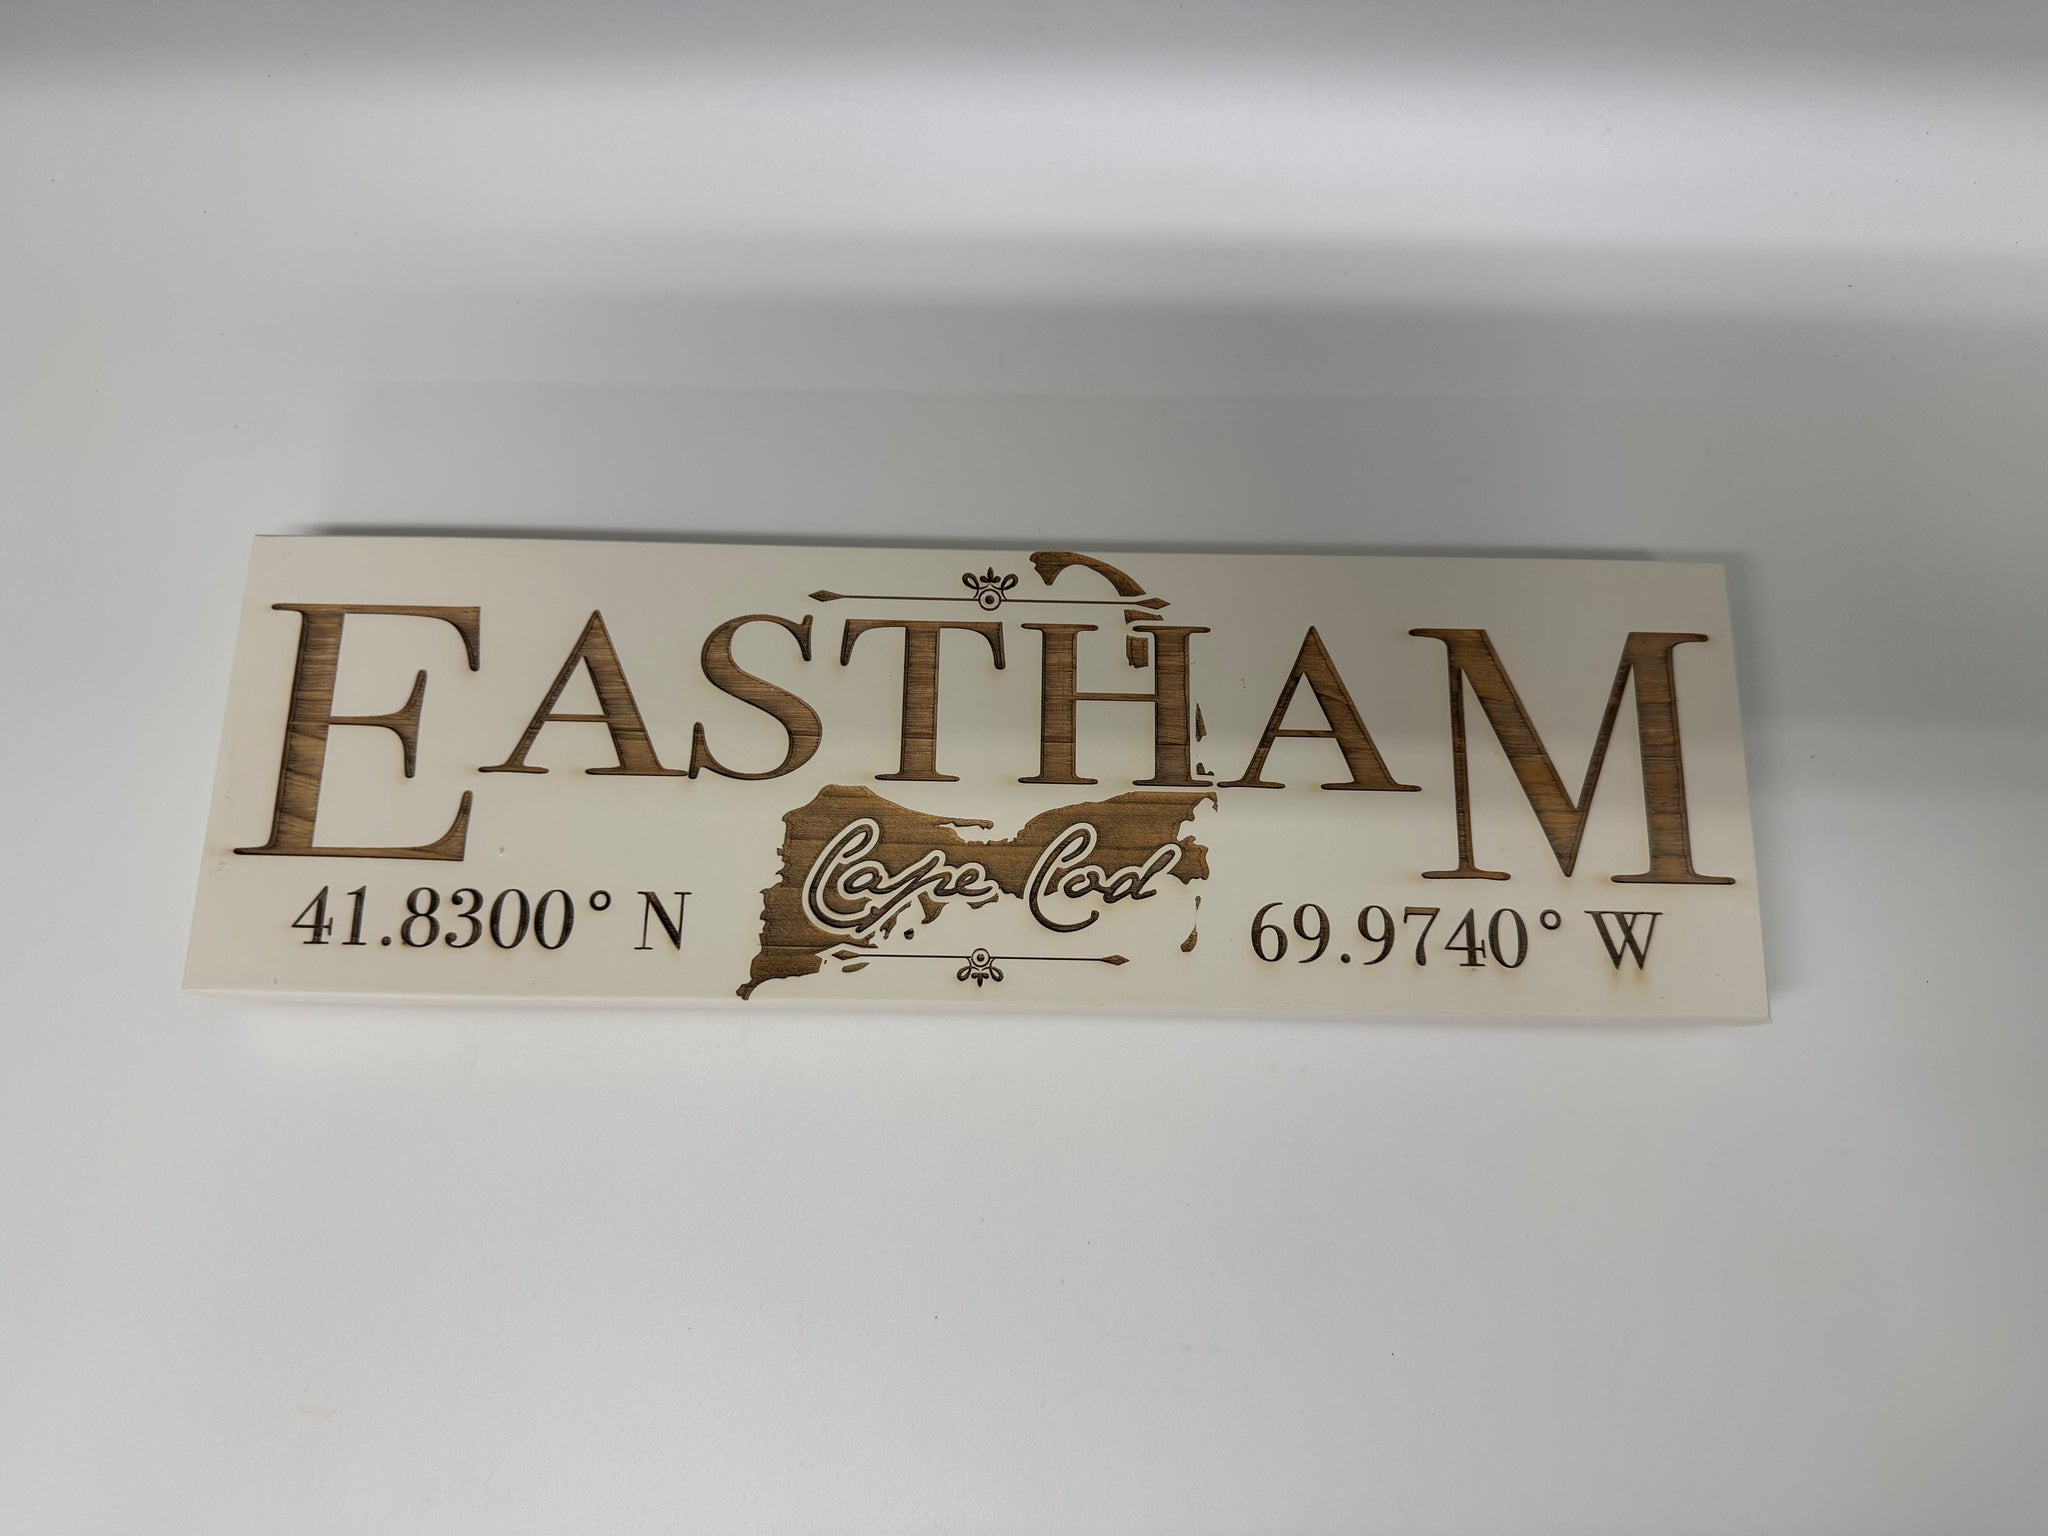 EASTHAM
Cape Cod
41.8300° N
69.9740° W